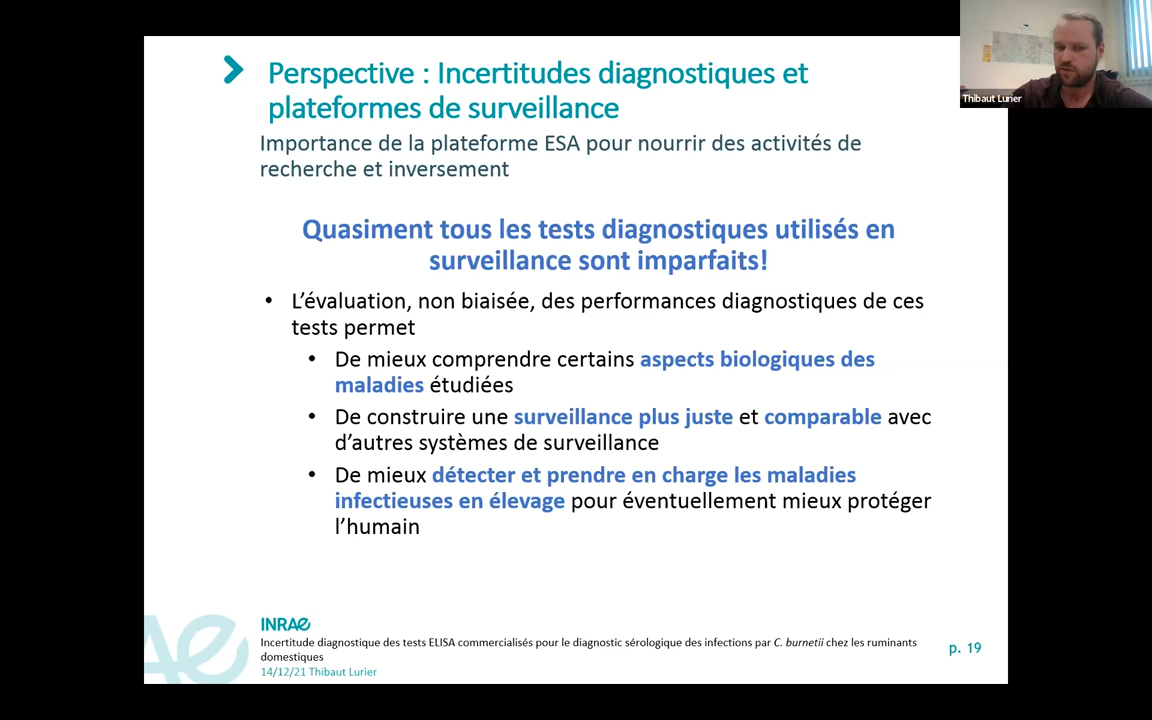 Perspective : Incertitudes diagnostiques et
plateformes de surveillance
Importance de la plateforme ESA pour nourrir des activités de
recherche et inversement
Quasiment tous les tests diagnostiques utilisés en
surveillance sont imparfaits!
• L'évaluation, non biaisée, des performances diagnostiques de ces
tests permet
• De mieux comprendre certains aspects biologiques des
maladies étudiées
• De construire une surveillance plus juste et comparable avec
d'autres systèmes de surveillance
• De mieux détecter et prendre en charge les maladies
infectieuses en élevage pour éventuellement mieux protéger
l'humain
INRAE
Incertitude diagnostique des tests ELISA commercialisés pour le diagnostic sérologique des infections par C. burnetii chez les ruminants
domestiques
14/12/21 Thibaut Lurier
p. 19
Thibaut Lurier